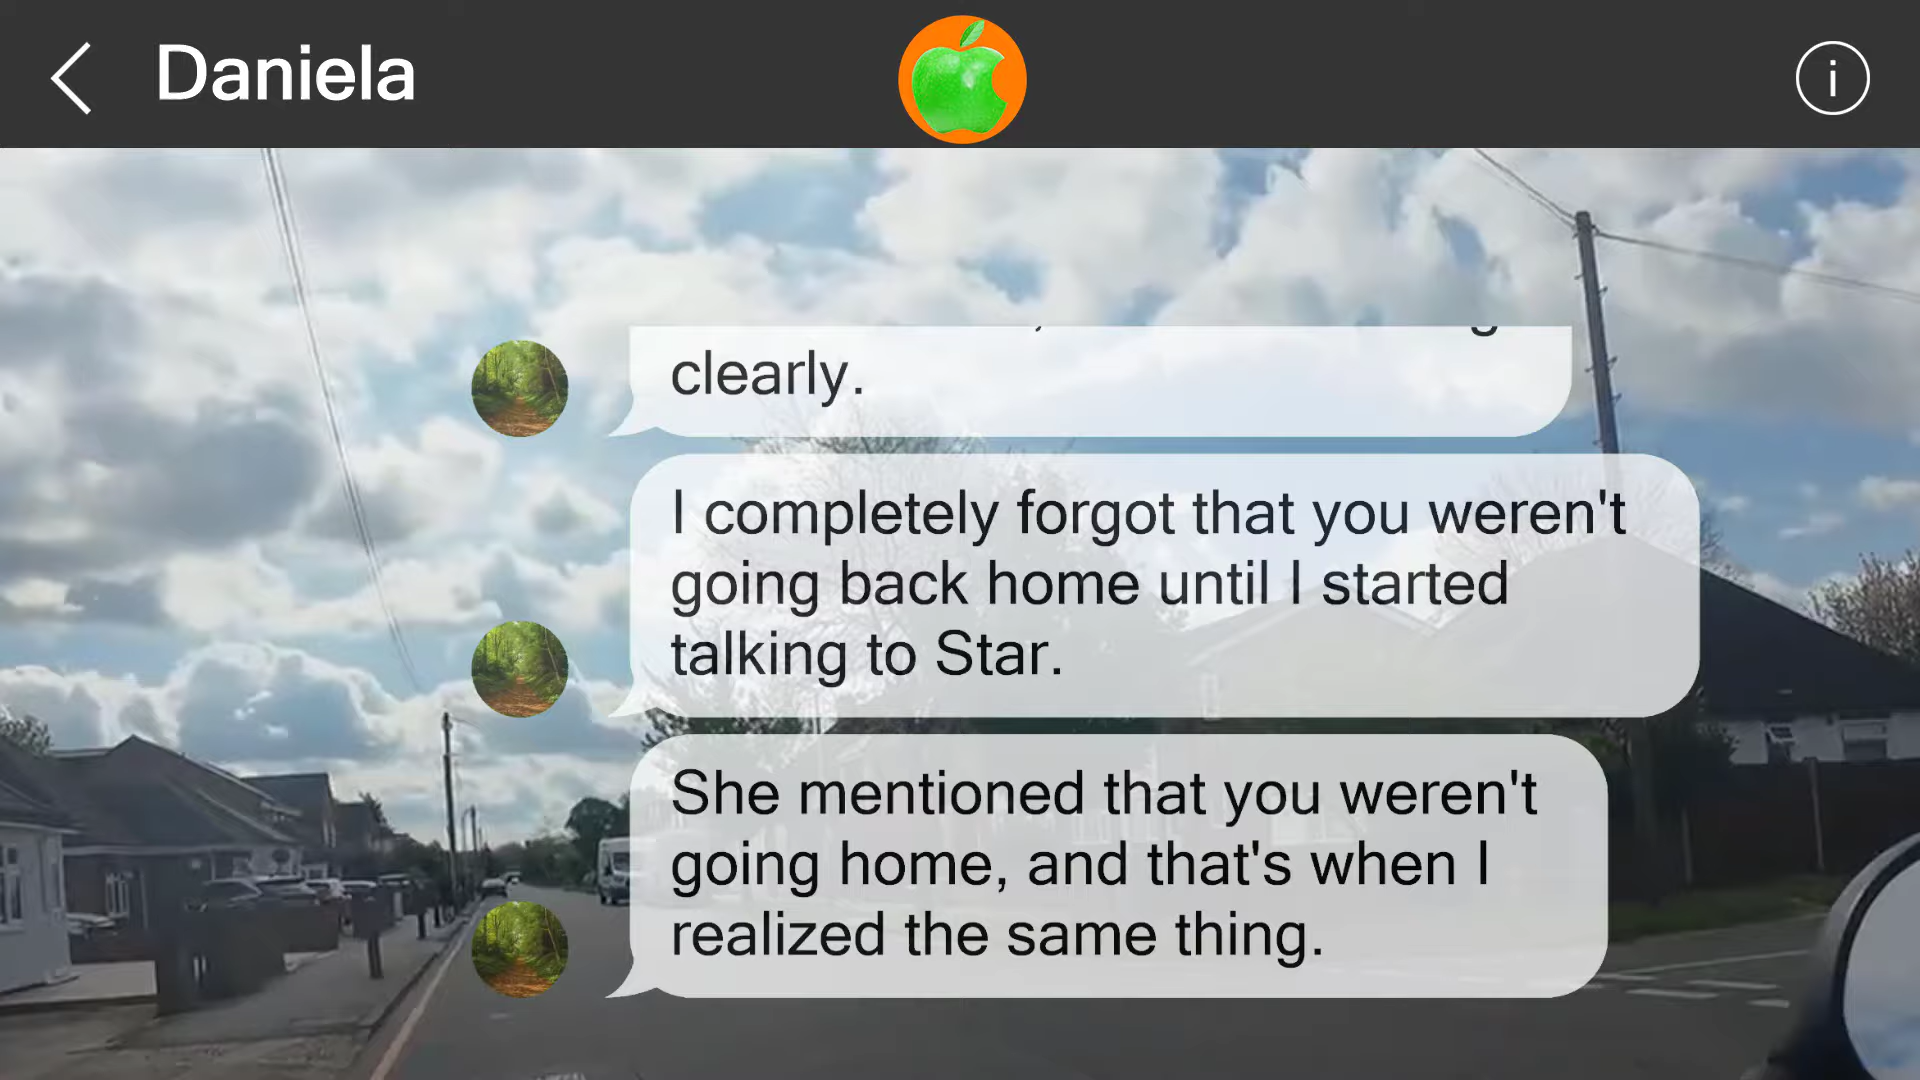 Daniela
i
clearly.
I completely forgot that you weren't
going back home until I started
talking to Star.
She mentioned that you weren't
going home, and that's when I
realized the same thing.